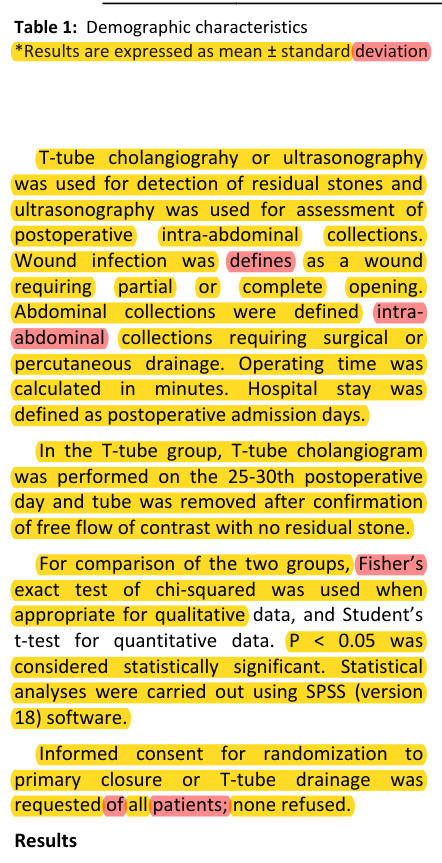 Table 1: Demographic characteristics
*Results are expressed as mean ± standard deviation
T-tube cholangiograhy or ultrasonography
was used for detection of residual stones and
ultrasonography was used for assessment of
postoperative intra-abdominal collections.
Wound infection was defines as a wound
requiring partial or complete opening.
Abdominal collections were defined intra-
abdominal collections requiring surgical or
percutaneous drainage. Operating time was
calculated in minutes. Hospital stay was
defined as postoperative admission days.
In the T-tube group, T-tube cholangiogram
was performed on the 25-30th postoperative
day and tube was removed after confirmation
of free flow of contrast with no residual stone.
For comparison of the two groups, Fisher's
exact test of chi-squared was used when
appropriate for qualitative data, and Student's
t-test for quantitative data. P < 0.05 was
considered statistically significant. Statistical
analyses were carried out using SPSS (version
18) software.
Informed consent for randomization to
primary closure or T-tube drainage was
requested of all patients; none refused.
Results